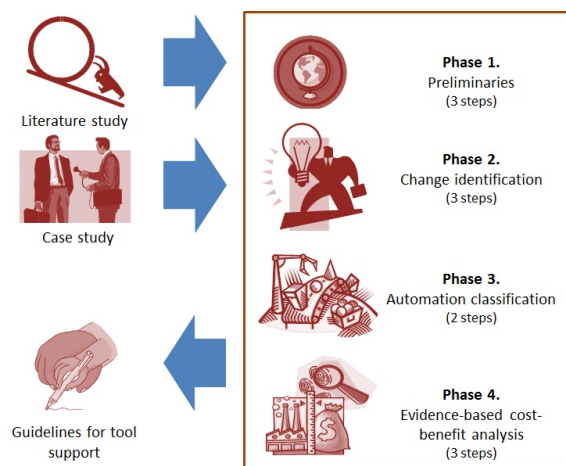 Literature study
Case study
Guidelines for tool
support
Phase 1.
Preliminaries
(3 steps)
Phase 2.
Change identification
(3 steps)
Phase 3.
Automation classification
(2 steps)
Phase 4.
Evidence-based cost-
benefit analysis
(3 steps)
$